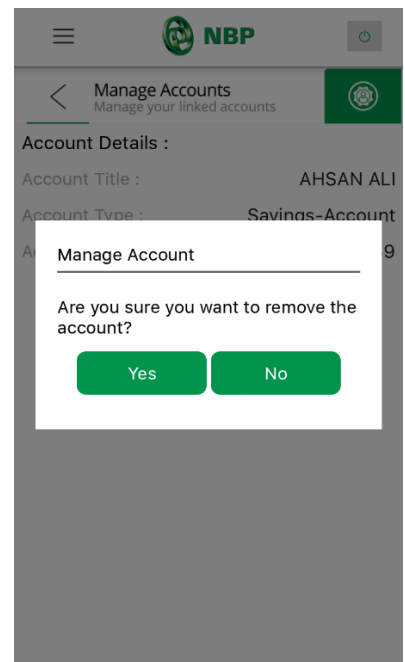 NBP
Manage Accounts
Manage your linked accounts
Account Details :
Account Title : AHSAN ALI
Account Type : Savings-Account
9
Manage Account
Are you sure you want to remove the
account?
Yes No